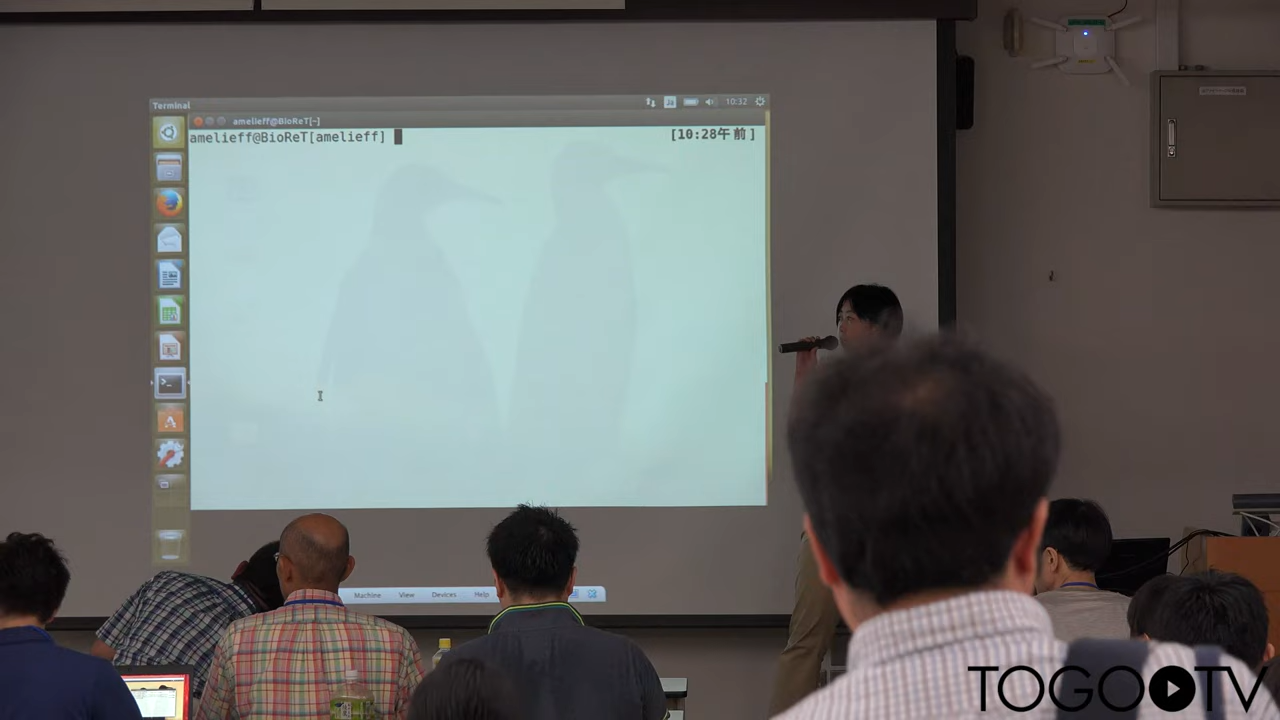 Terminal
Ja
10:32
amelieff@BioReT[~]
amelieff@BioReT[amelieff]
[10:28午前]
Machine View Devices Help
TOGO TV